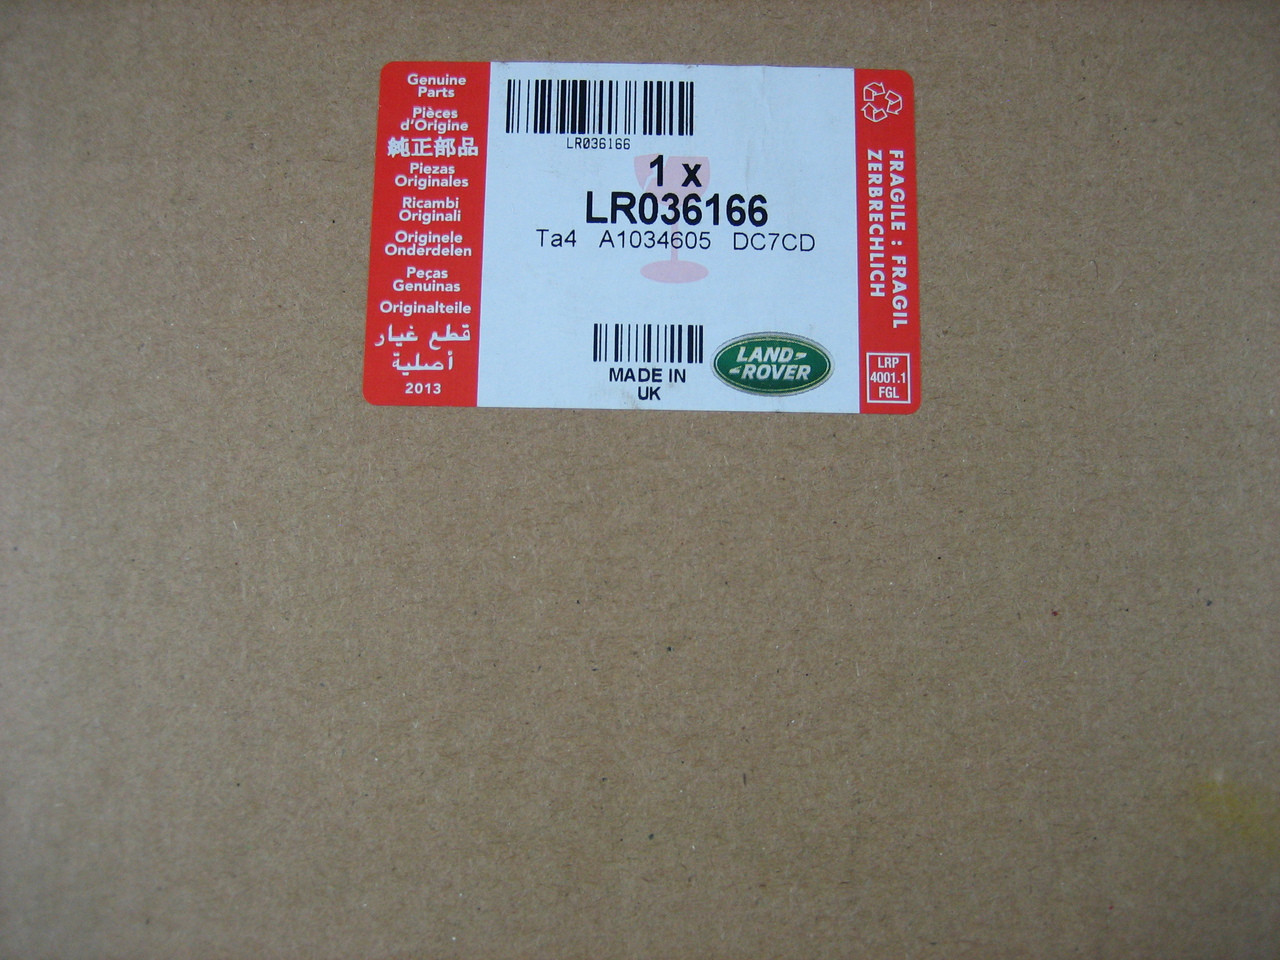 Genuine
Parts
Pièces
d'Origine
純正部品
Piezas
Originales
Ricambi
Originali
Originele
Onderdelen
Peças
Genuinas
Originalteile
قطع غيار
أصلية
2013
LR036166
1 x
LR036166
Ta4 A1034605 DC7CD
MADE IN
UK
LAND-
-ROVER
FRAGILE : FRAGIL
ZERBRECHLICH
LRP
4001.1
FGL